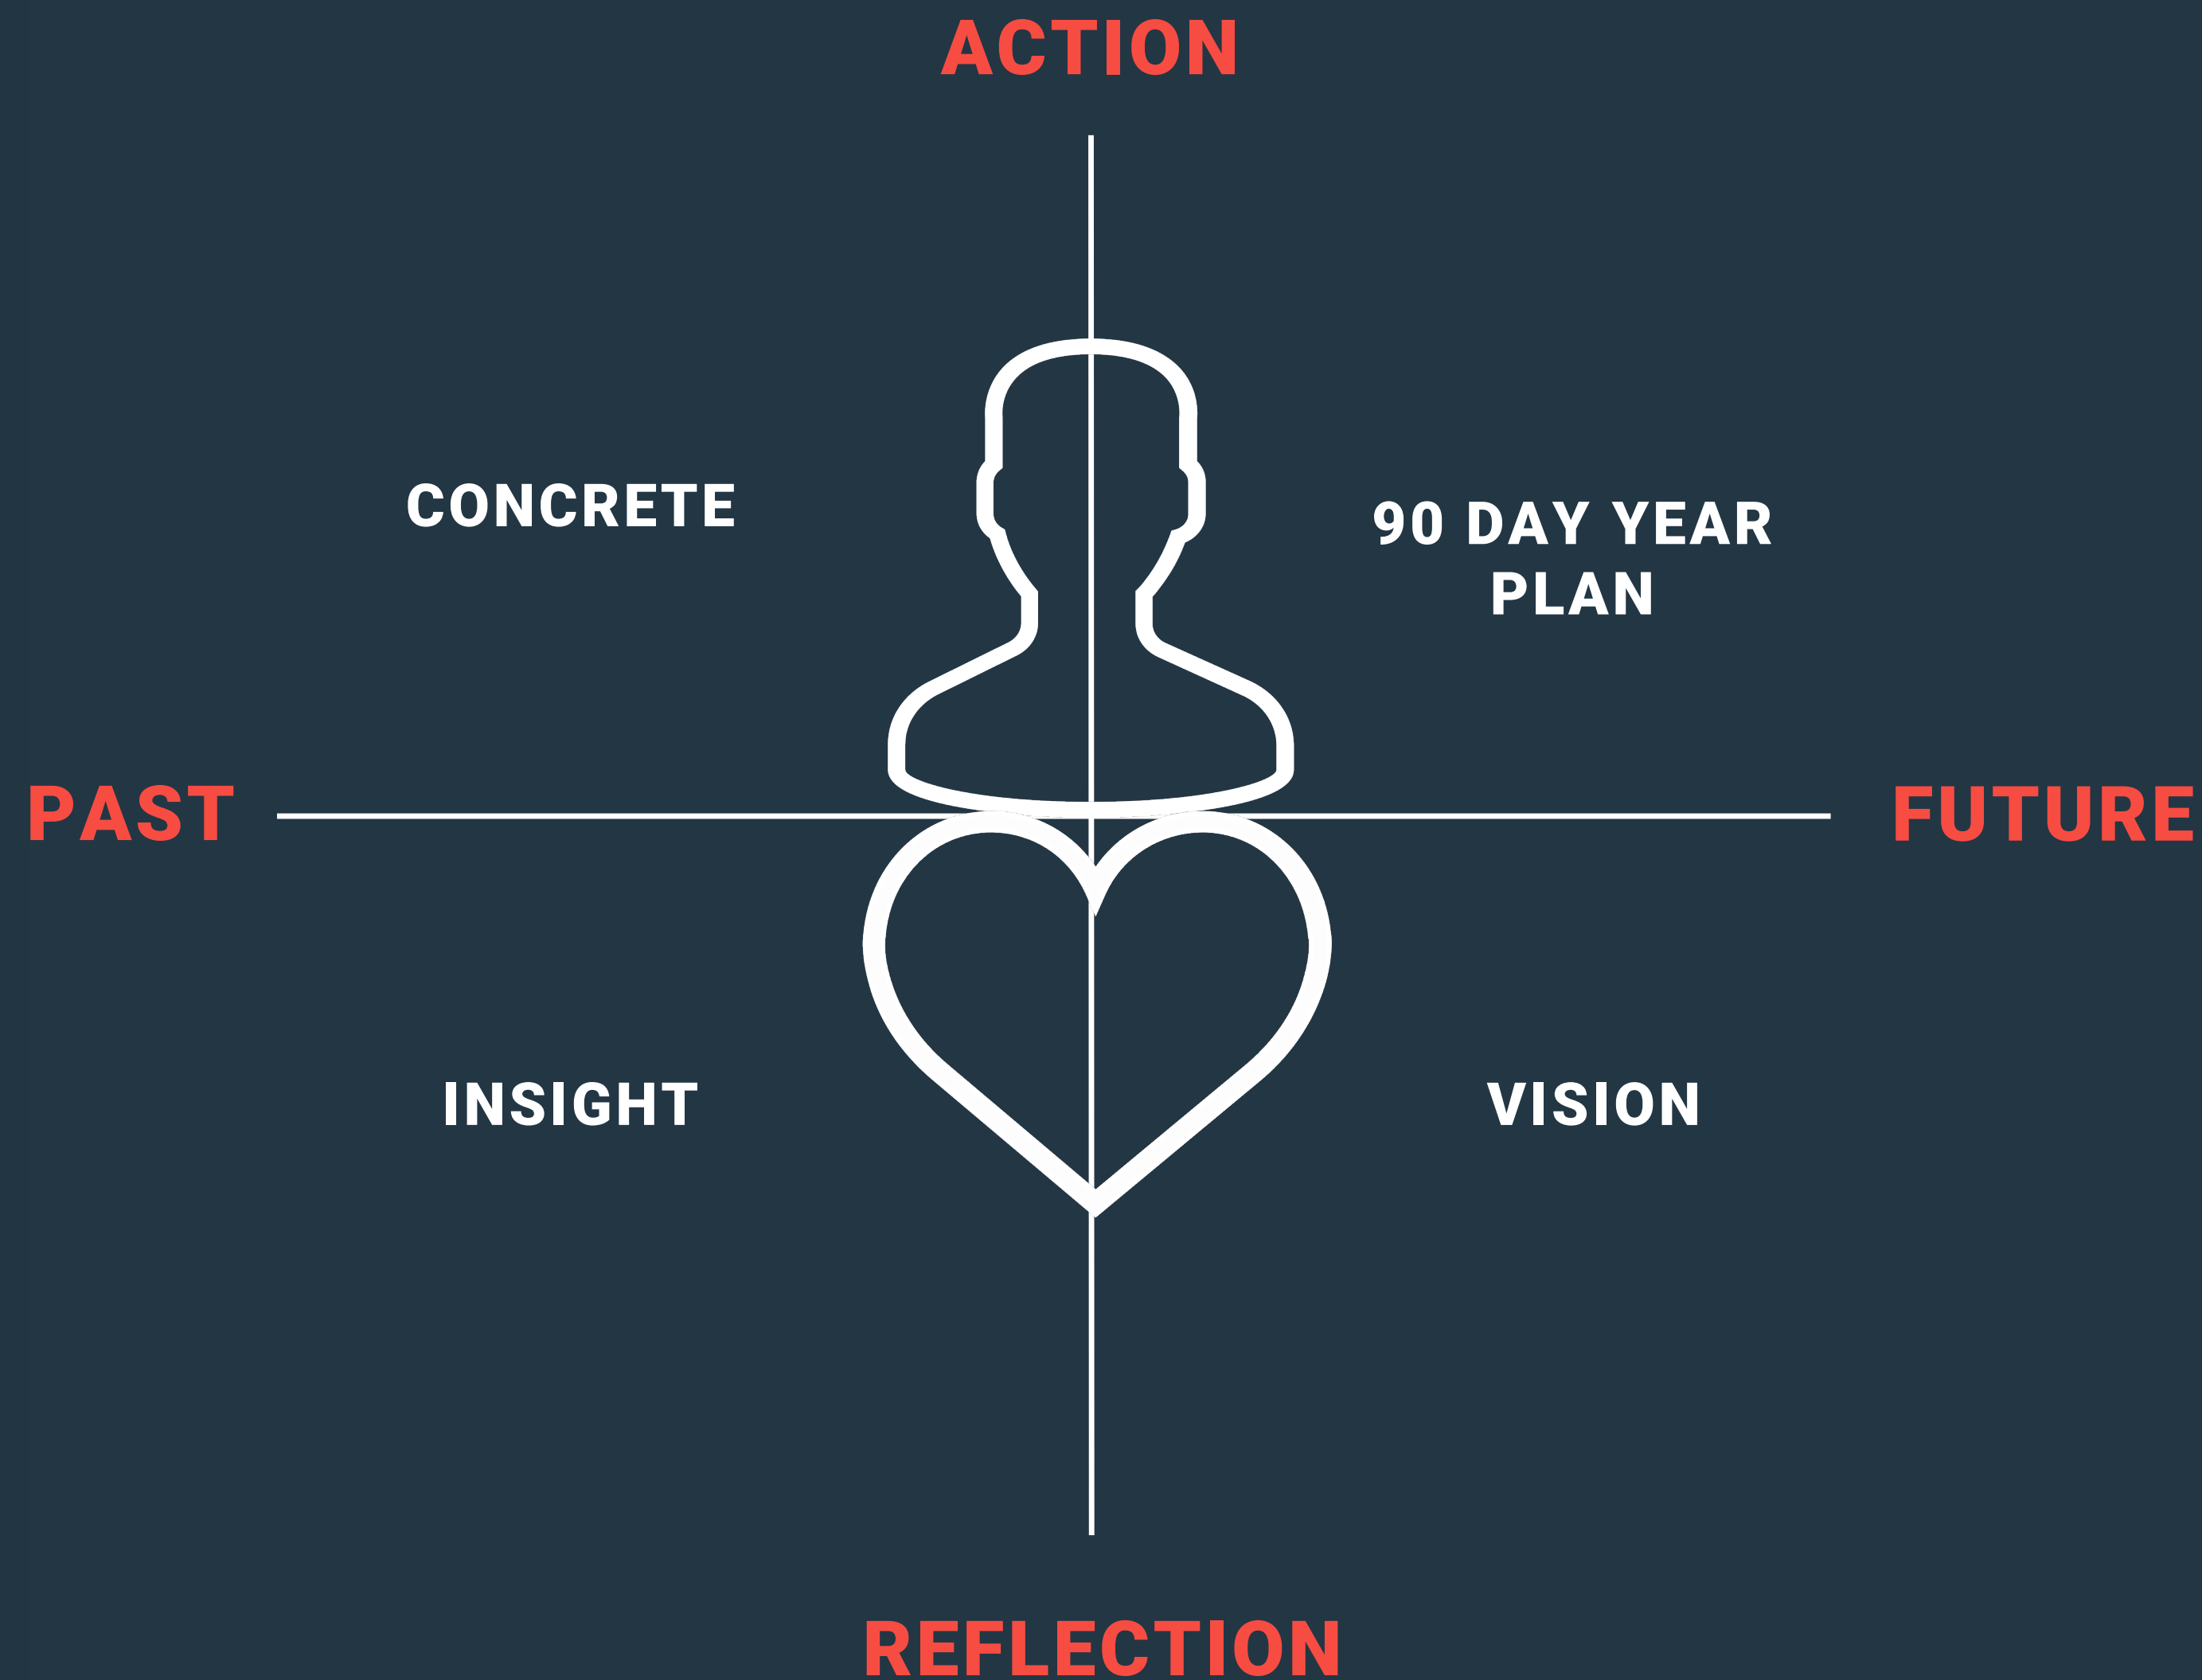 ACTION
CONCRETE
90 DAY YEAR
PLAN
PAST
FUTURE
INSIGHT
VISION
REFLECTION